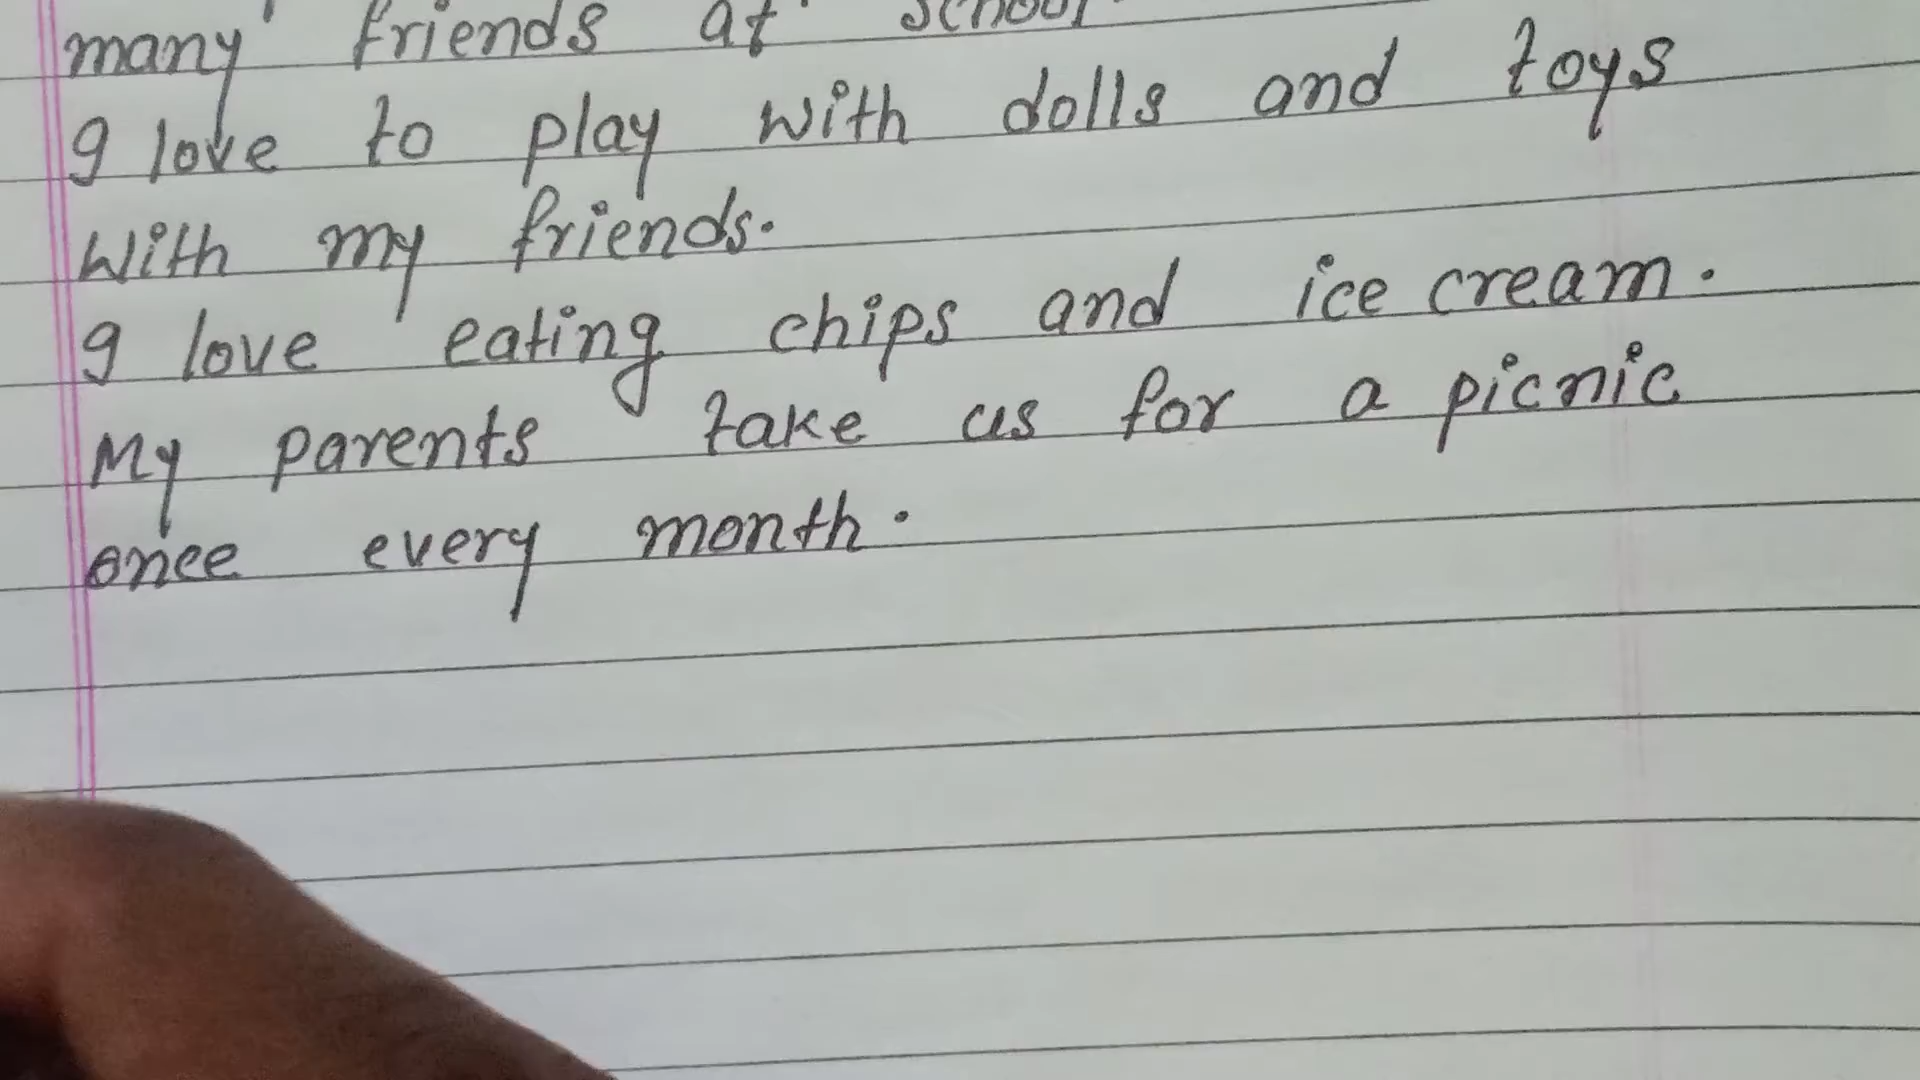 many friends at school
I love to play with dolls and toys
with my friends.
I love eating chips and ice cream.
My parents take us for a picnic
once every month.